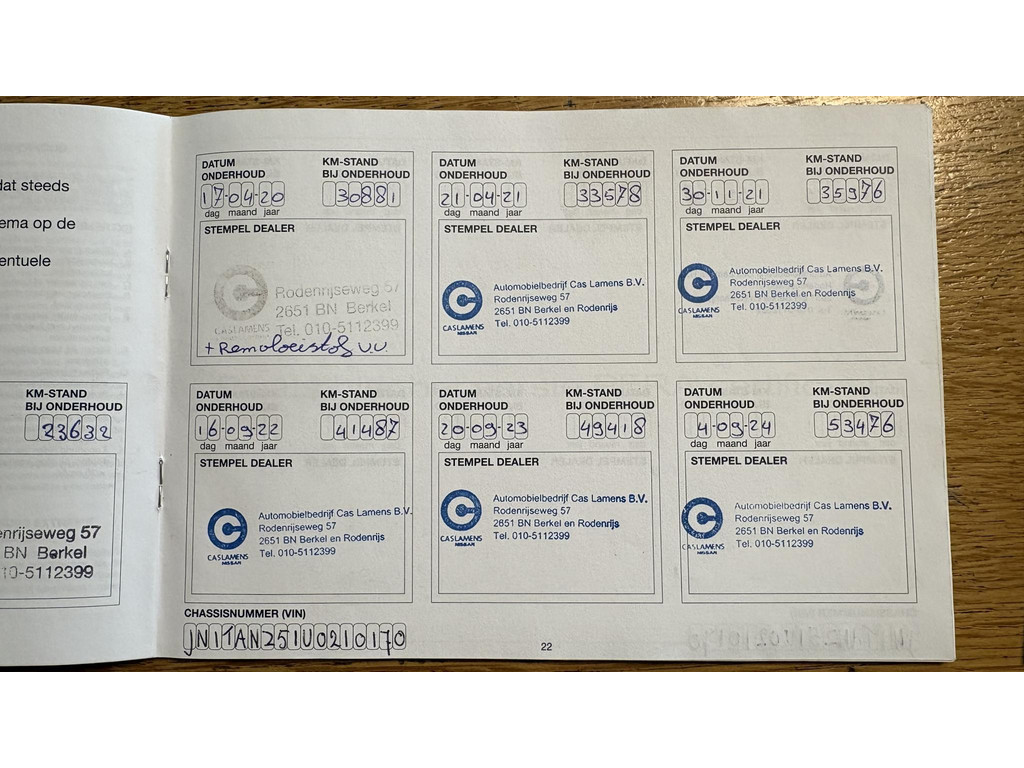 dat steeds
ema op de
entuele
KM-STAND
BIJ ONDERHOUD
23632
enrijseweg 57
BN Berkel
10-5112399
DATUM
ONDERHOUD
KM-STAND
BIJ ONDERHOUD
17-04-20
30881
dag maand jaar
STEMPEL DEALER
Rodenrijseweg 57
2651 BN Berkel
CASLAMENS Tel. 010-5112399
+ Remvloeistof v.v.
DATUM
ONDERHOUD
KM-STAND
BIJ ONDERHOUD
21-04-21
33578
dag maand jaar
STEMPEL DEALER
Automobielbedrijf Cas Lamens B.V.
Rodenrijseweg 57
2651 BN Berkel en Rodenrijs
Tel. 010-5112399
CASLAMENS
NISSAN
DATUM
ONDERHOUD
KM-STAND
BIJ ONDERHOUD
30-11-21
35976
dag maand jaar
STEMPEL DEALER
Automobielbedrijf Cas Lamens B.V.
Rodenrijseweg 57
2651 BN Berkel en Rodenrijs
Tel. 010-5112399
CASLAMENS
NISSAN
DATUM
ONDERHOUD
KM-STAND
BIJ ONDERHOUD
16-09-22
41487
dag maand jaar
STEMPEL DEALER
Automobielbedrijf Cas Lamens B.V.
Rodenrijseweg 57
2651 BN Berkel en Rodenrijs
Tel. 010-5112399
CASLAMENS
NISSAN
DATUM
ONDERHOUD
KM-STAND
BIJ ONDERHOUD
20-09-23
49418
dag maand jaar
STEMPEL DEALER
Automobielbedrijf Cas Lamens B.V.
Rodenrijseweg 57
2651 BN Berkel en Rodenrijs
Tel. 010-5112399
CASLAMENS
NISSAN
DATUM
ONDERHOUD
KM-STAND
BIJ ONDERHOUD
4-09-24
53476
dag maand jaar
STEMPEL DEALER
Automobielbedrijf Cas Lamens B.V.
Rodenrijseweg 57
2651 BN Berkel en Rodenrijs
Tel. 010-5112399
CASLAMENS
NISSAN
CHASSISNUMMER (VIN)
JN1TAN251U0210170
22